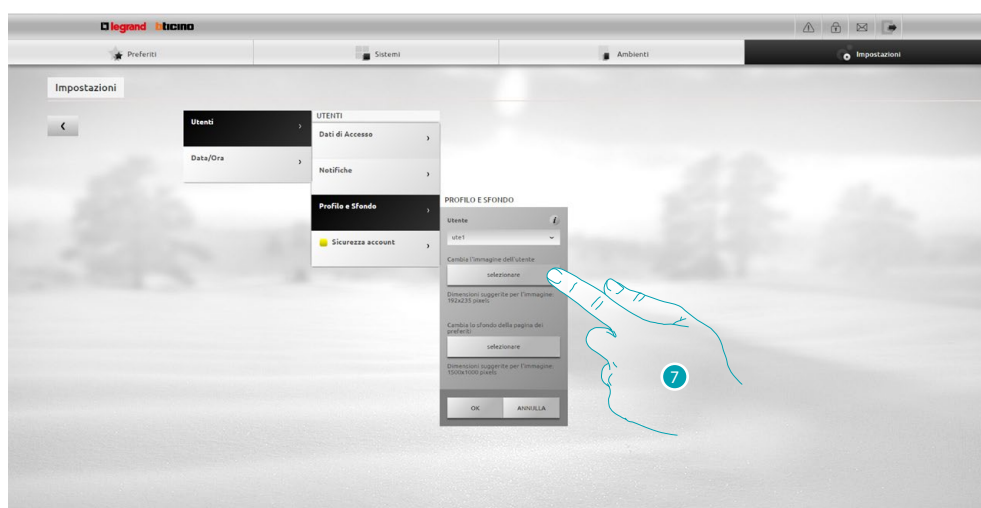 legrand bticino
Preferiti
Sistemi
Ambienti
Impostazioni
Impostazioni
Utenti
Data/Ora
UTENTI
Dati di Accesso
Notifiche
Profilo e Sfondo
Sicurezza account
PROFILO E SFONDO
Utente
i
ute1
Cambia l'immagine dell'utente
selezionare
Dimensioni suggerite per l'immagine:
192x235 pixels
Cambia lo sfondo della pagina dei
preferiti
selezionare
Dimensioni suggerite per l'immagine:
1500x1000 pixels
OK ANNULLA
7